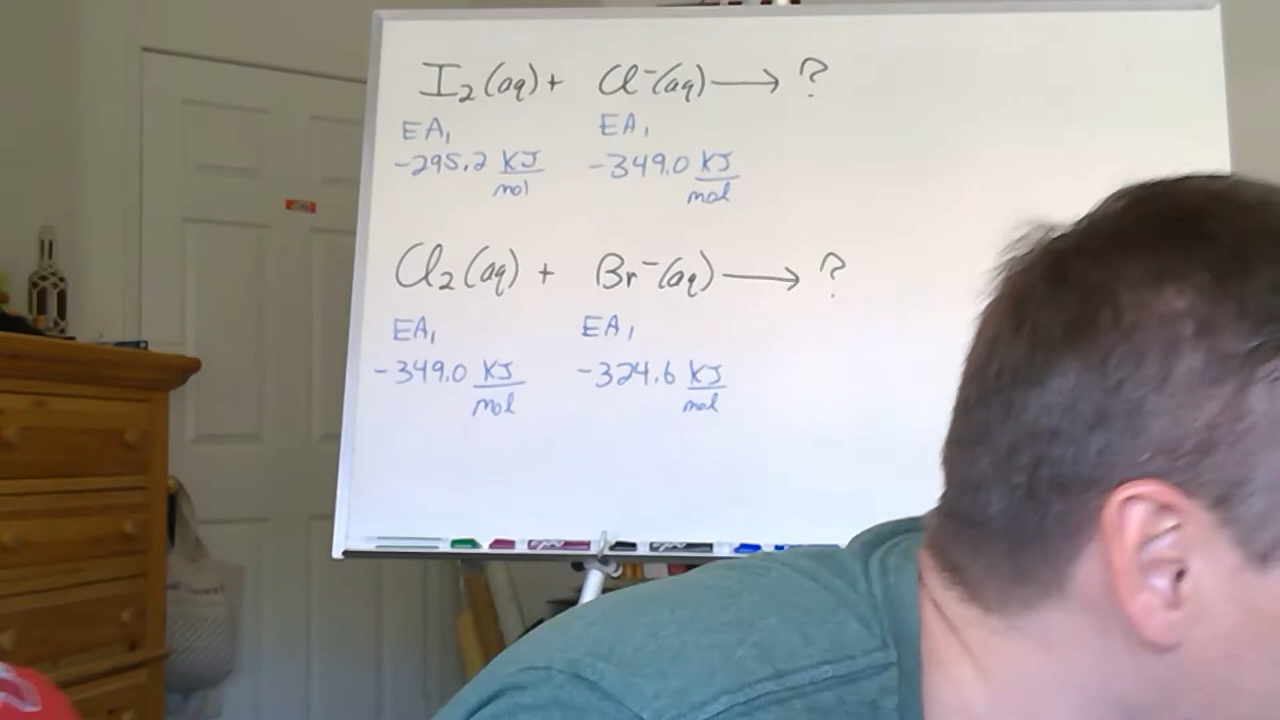 I₂(aq) + Cl⁻(aq) ⟶ ?
EA₁ EA₁
-295.2 KJ/mol -349.0 KJ/mol
Cl₂(aq) + Br⁻(aq) ⟶ ?
EA₁ EA₁
-349.0 KJ/mol -324.6 KJ/mol